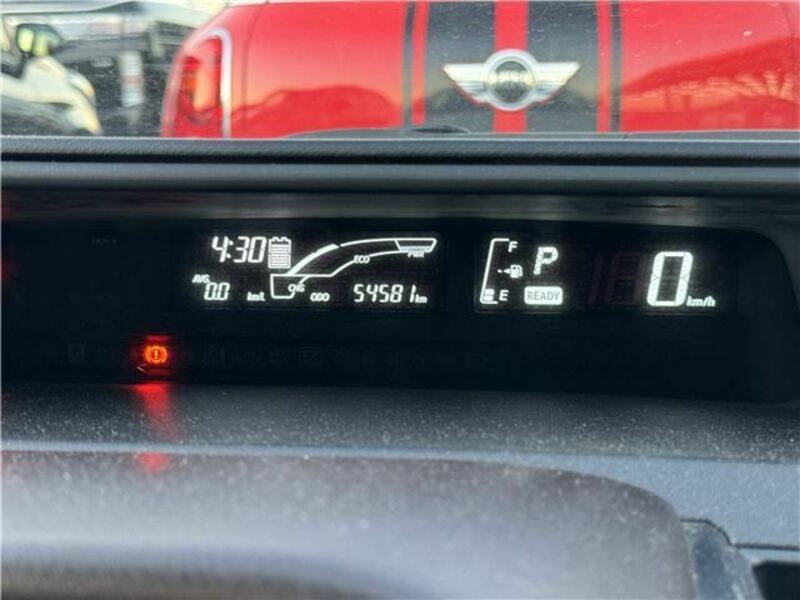 4:30
AVG
0.0 km/L
CHG
ECO
PWR
ODO 54581 km
F
E
P
READY
0 km/h